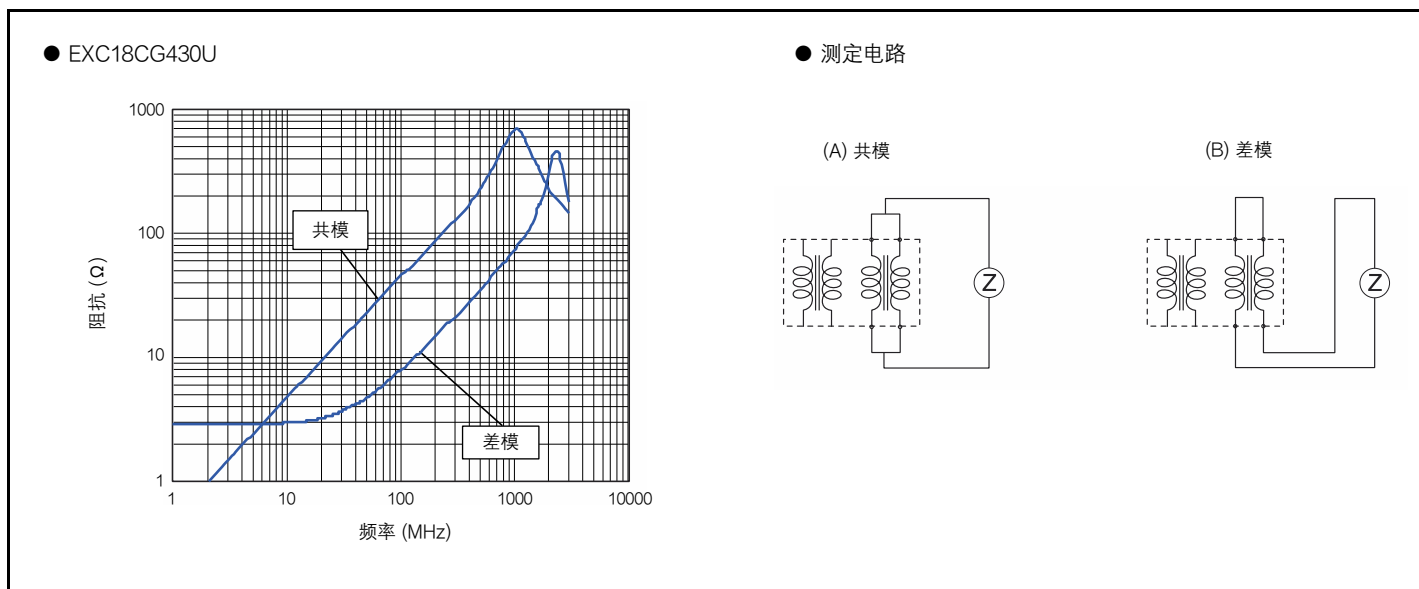 ● EXC18CG430U
1000
100
10
1
1
10
100
1000
10000
阻抗 (Ω)
频率 (MHz)
共模
差模
● 测定电路
(A) 共模
Z
(B) 差模
Z